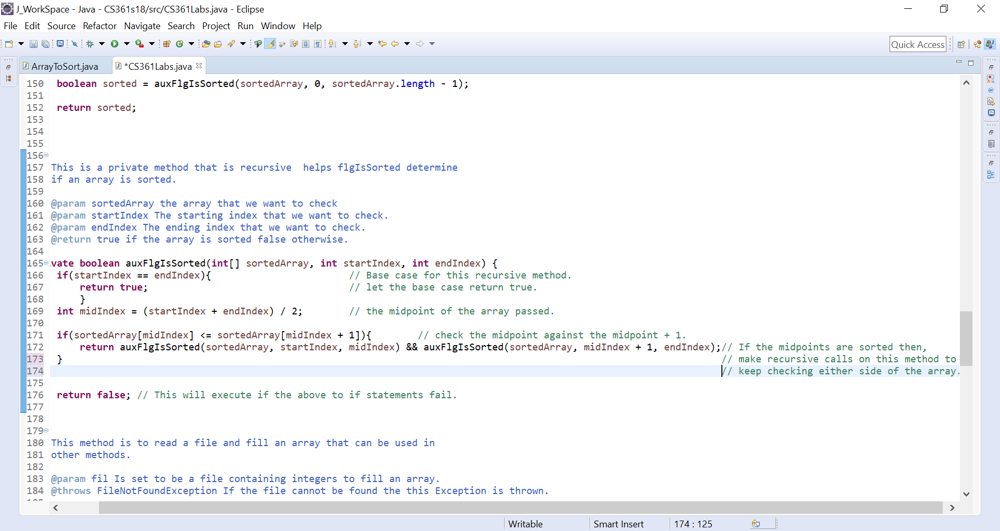 J_WorkSpace - Java - CS361s18/src/CS361Labs.java - Eclipse
File Edit Source Refactor Navigate Search Project Run Window Help
Quick Access
ArrayToSort.java *CS361Labs.java
150 boolean sorted = auxFlgIsSorted(sortedArray, 0, sortedArray.length - 1);
151
152 return sorted;
153
154
155
156
157 This is a private method that is recursive  helps flgIsSorted determine
158 if an array is sorted.
159
160 @param sortedArray the array that we want to check
161 @param startIndex The starting index that we want to check.
162 @param endIndex The ending index that we want to check.
163 @return true if the array is sorted false otherwise.
164
165 vate boolean auxFlgIsSorted(int[] sortedArray, int startIndex, int endIndex) {
166 if(startIndex == endIndex){ // Base case for this recursive method.
167 return true; // let the base case return true.
168 }
169 int midIndex = (startIndex + endIndex) / 2; // the midpoint of the array passed.
170
171 if(sortedArray[midIndex] <= sortedArray[midIndex + 1]){ // check the midpoint against the midpoint + 1.
172 return auxFlgIsSorted(sortedArray, startIndex, midIndex) && auxFlgIsSorted(sortedArray, midIndex + 1, endIndex);// If the midpoints are sorted then,
173 } // make recursive calls on this method to
174 // keep checking either side of the array.
175
176 return false; // This will execute if the above to if statements fail.
177
178
179
180 This method is to read a file and fill an array that can be used in
181 other methods.
182
183 @param fil Is set to be a file containing integers to fill an array.
184 @throws FileNotFoundException If the file cannot be found the this Exception is thrown.
Writable Smart Insert 174 : 125